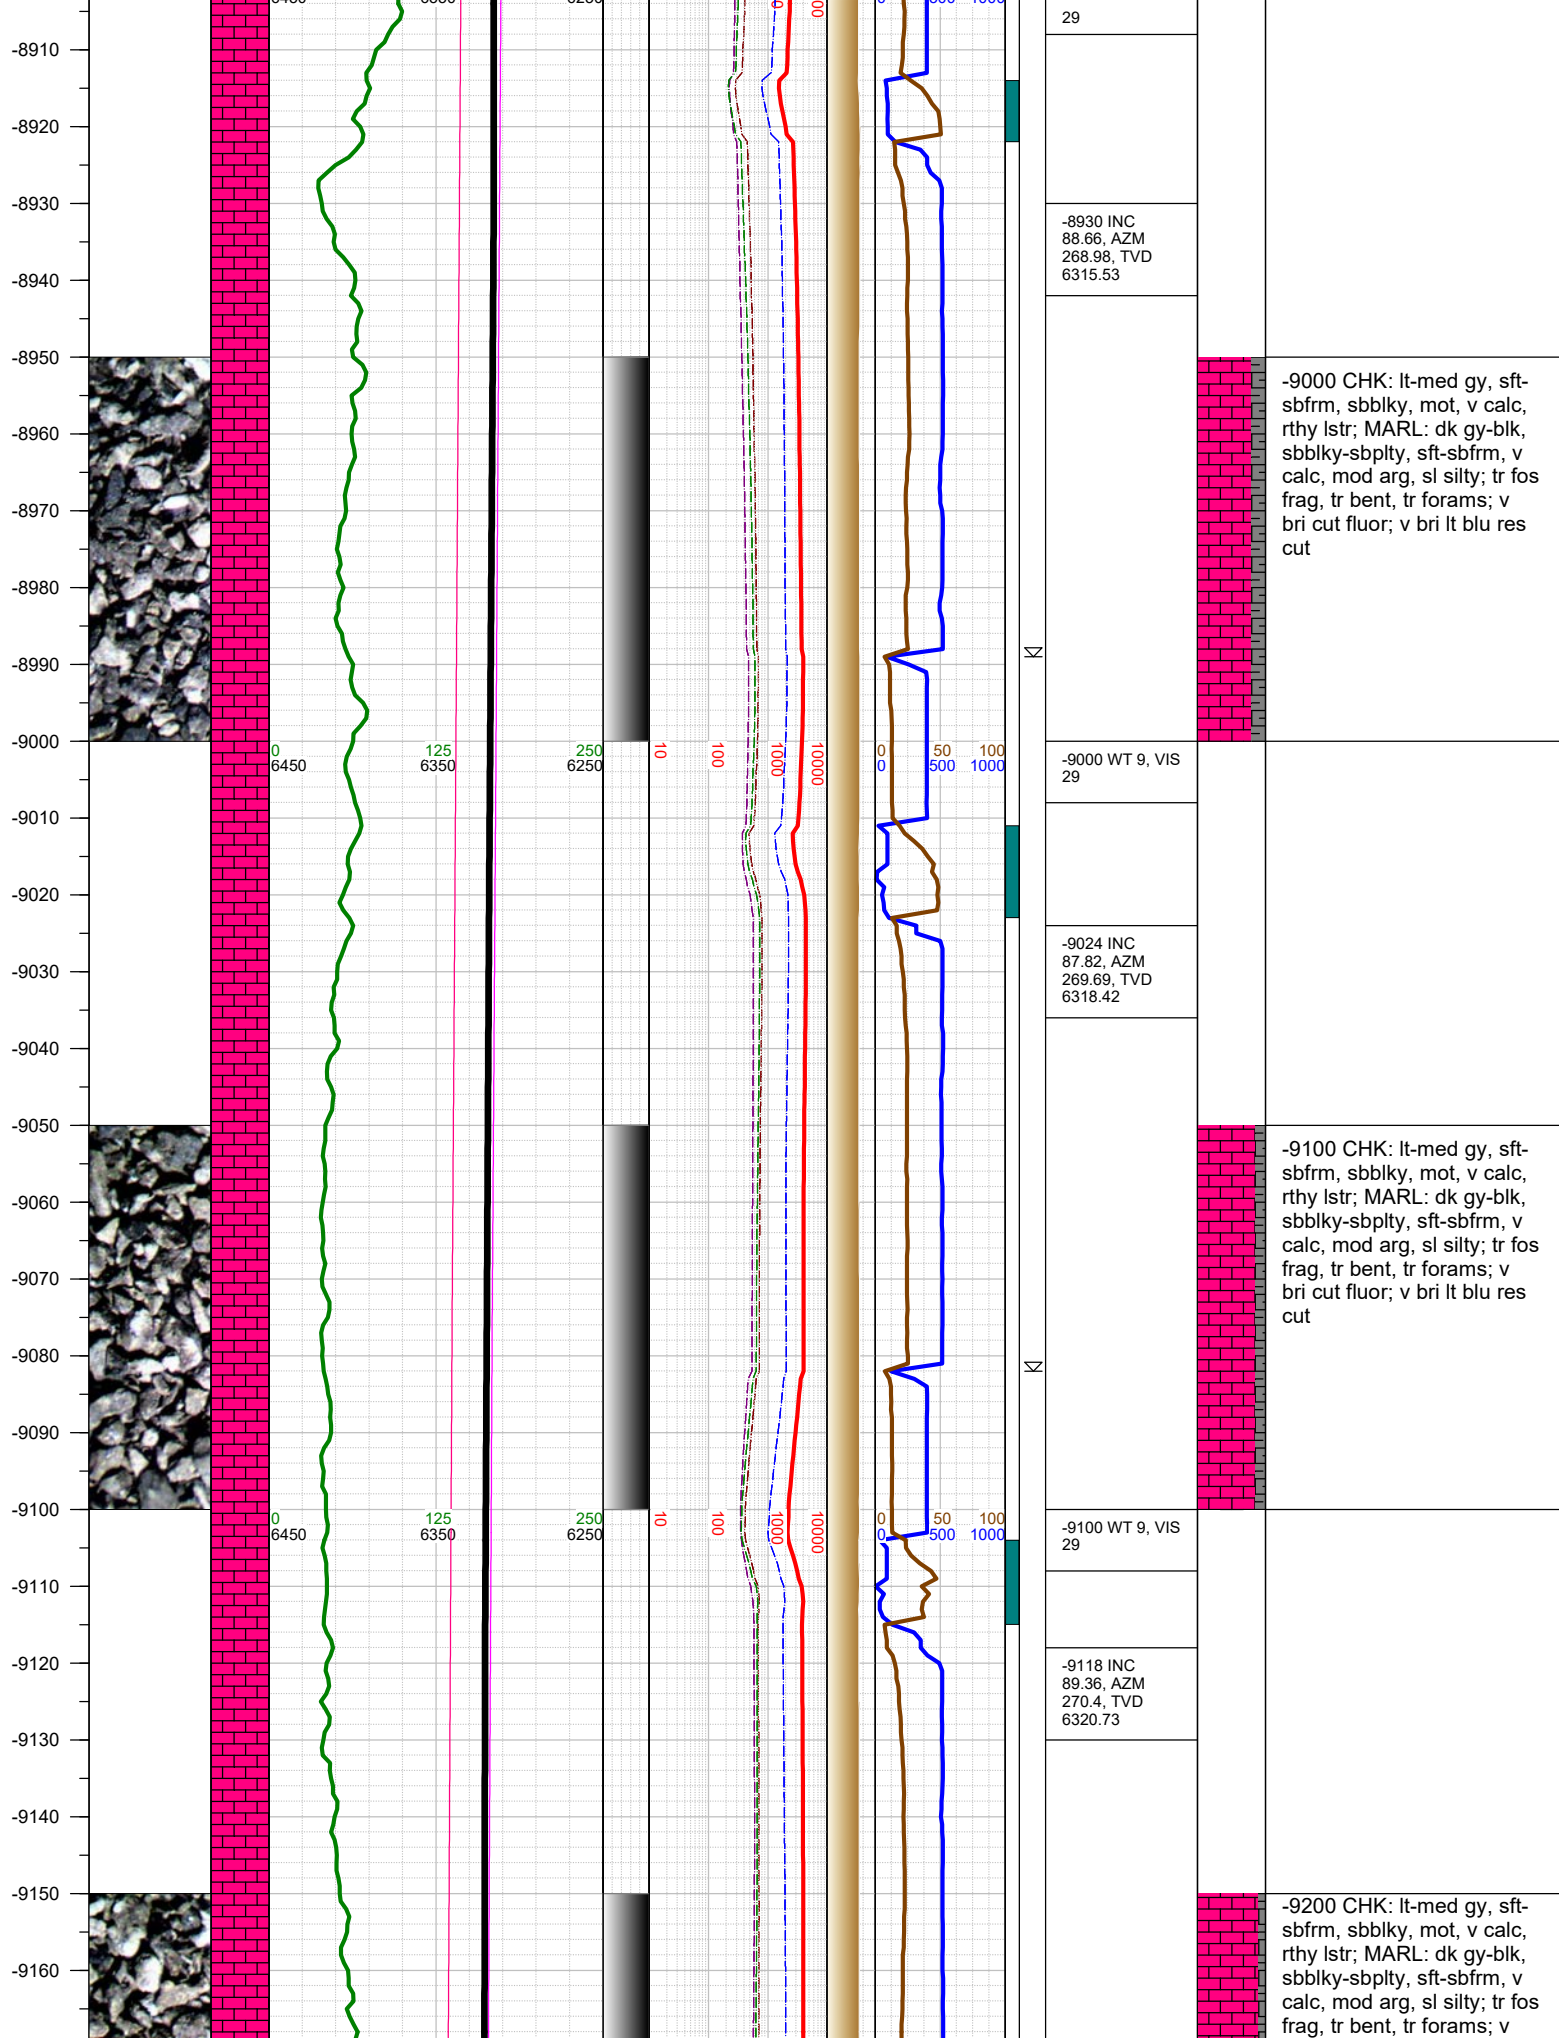 29
-8910
-8920
-8930
-8930 INC
88.66, AZM
268.98, TVD
6315.53
-8940
-8950
-9000 CHK: lt-med gy, sft-
sbfrm, sbblky, mot, v calc,
rthy lstr; MARL: dk gy-blk,
sbblky-sbplty, sft-sbfrm, v
calc, mod arg, sl silty; tr fos
frag, tr bent, tr forams; v
bri cut fluor; v bri lt blu res
cut
-8960
-8970
-8980
-8990
-9000
0 125 250 10 100 1000 10000 0 50 100
6450 6350 6250 0 500 1000
-9000 WT 9, VIS
29
-9010
-9020
-9024 INC
87.82, AZM
269.69, TVD
6318.42
-9030
-9040
-9050
-9100 CHK: lt-med gy, sft-
sbfrm, sbblky, mot, v calc,
rthy lstr; MARL: dk gy-blk,
sbblky-sbplty, sft-sbfrm, v
calc, mod arg, sl silty; tr fos
frag, tr bent, tr forams; v
bri cut fluor; v bri lt blu res
cut
-9060
-9070
-9080
-9090
-9100
0 125 250 10 100 1000 10000 0 50 100
6450 6350 6250 0 500 1000
-9100 WT 9, VIS
29
-9110
-9120
-9118 INC
89.36, AZM
270.4, TVD
6320.73
-9130
-9140
-9150
-9200 CHK: lt-med gy, sft-
sbfrm, sbblky, mot, v calc,
rthy lstr; MARL: dk gy-blk,
sbblky-sbplty, sft-sbfrm, v
calc, mod arg, sl silty; tr fos
frag, tr bent, tr forams; v
-9160